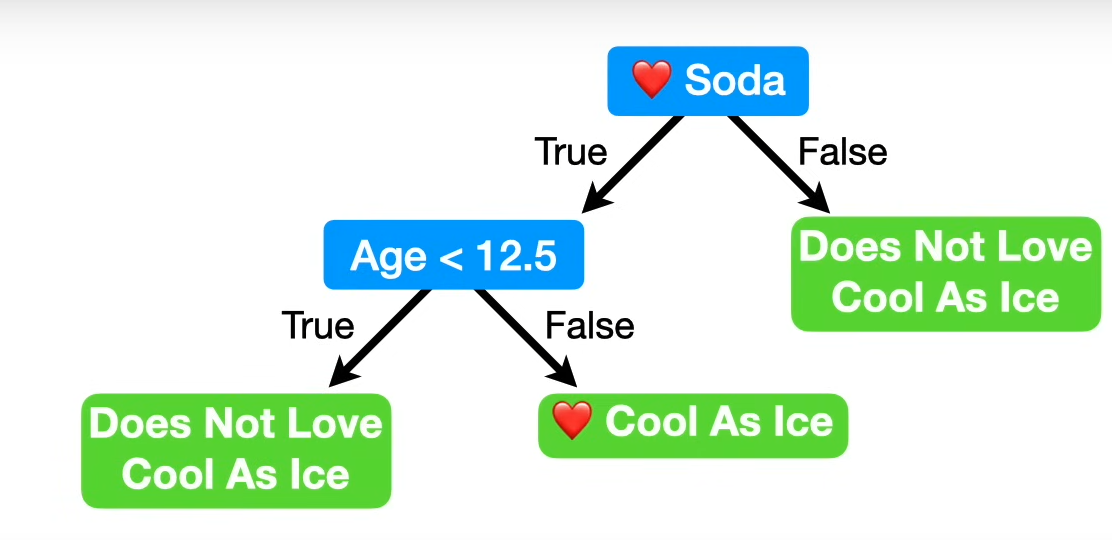 ❤️ Soda
True
False
Age < 12.5
Does Not Love
Cool As Ice
True
False
Does Not Love
Cool As Ice
❤️ Cool As Ice